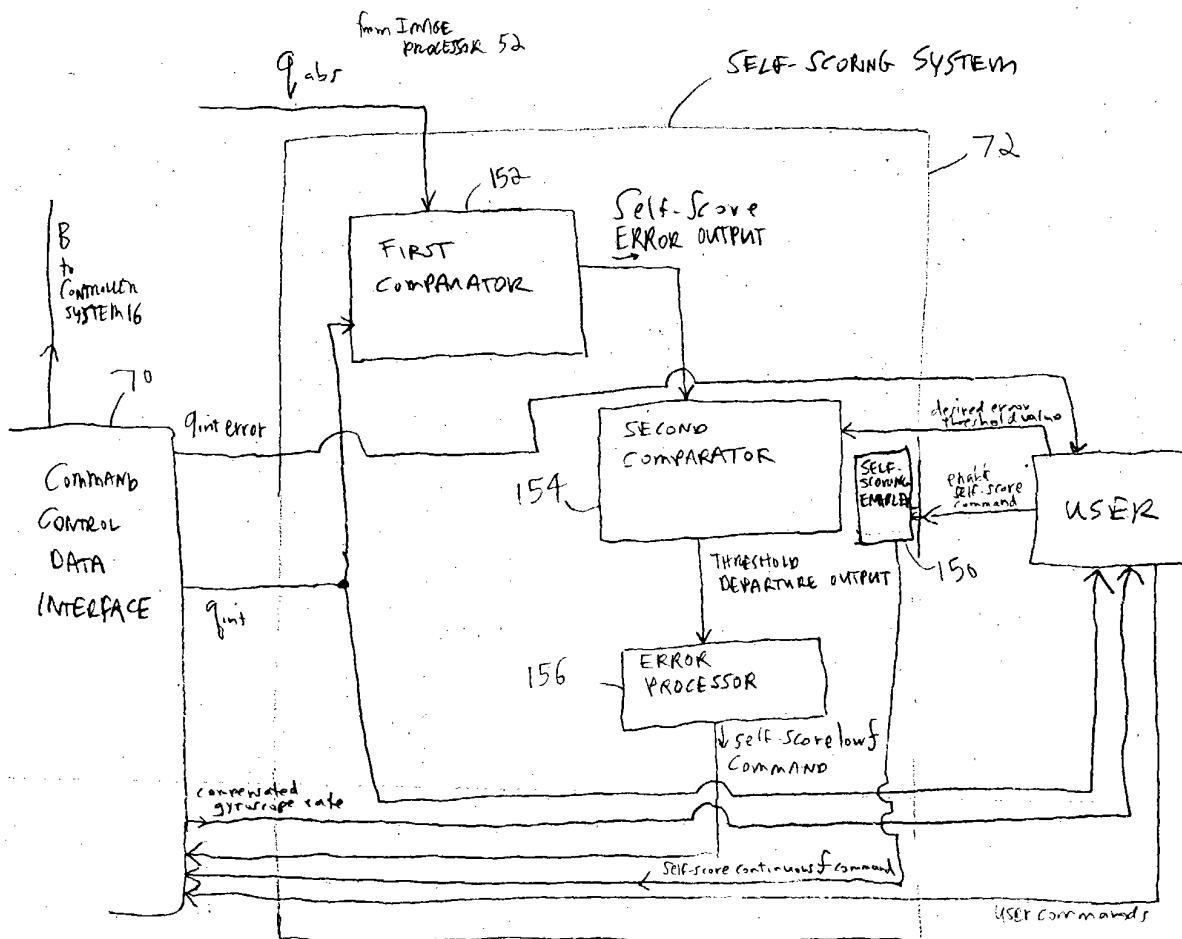 from IMAGE
PROCESSOR 52
q abs
SELF-SCORING SYSTEM
72
152
FIRST
COMPARATOR
Self-Score
ERROR OUTPUT
B
to
CONTROLLER
SYSTEM 16
70
q int error
COMMAND
CONTROL
DATA
INTERFACE
q int
SECOND
COMPARATOR
154
desired error
threshold value
SELF-
SCORING
ENABLER
enable
self-score
command
USER
150
THRESHOLD
DEPARTURE OUTPUT
156
ERROR
PROCESSOR
self-score low f
COMMAND
compensated
gyroscope rate
self-score continuous f command
user commands